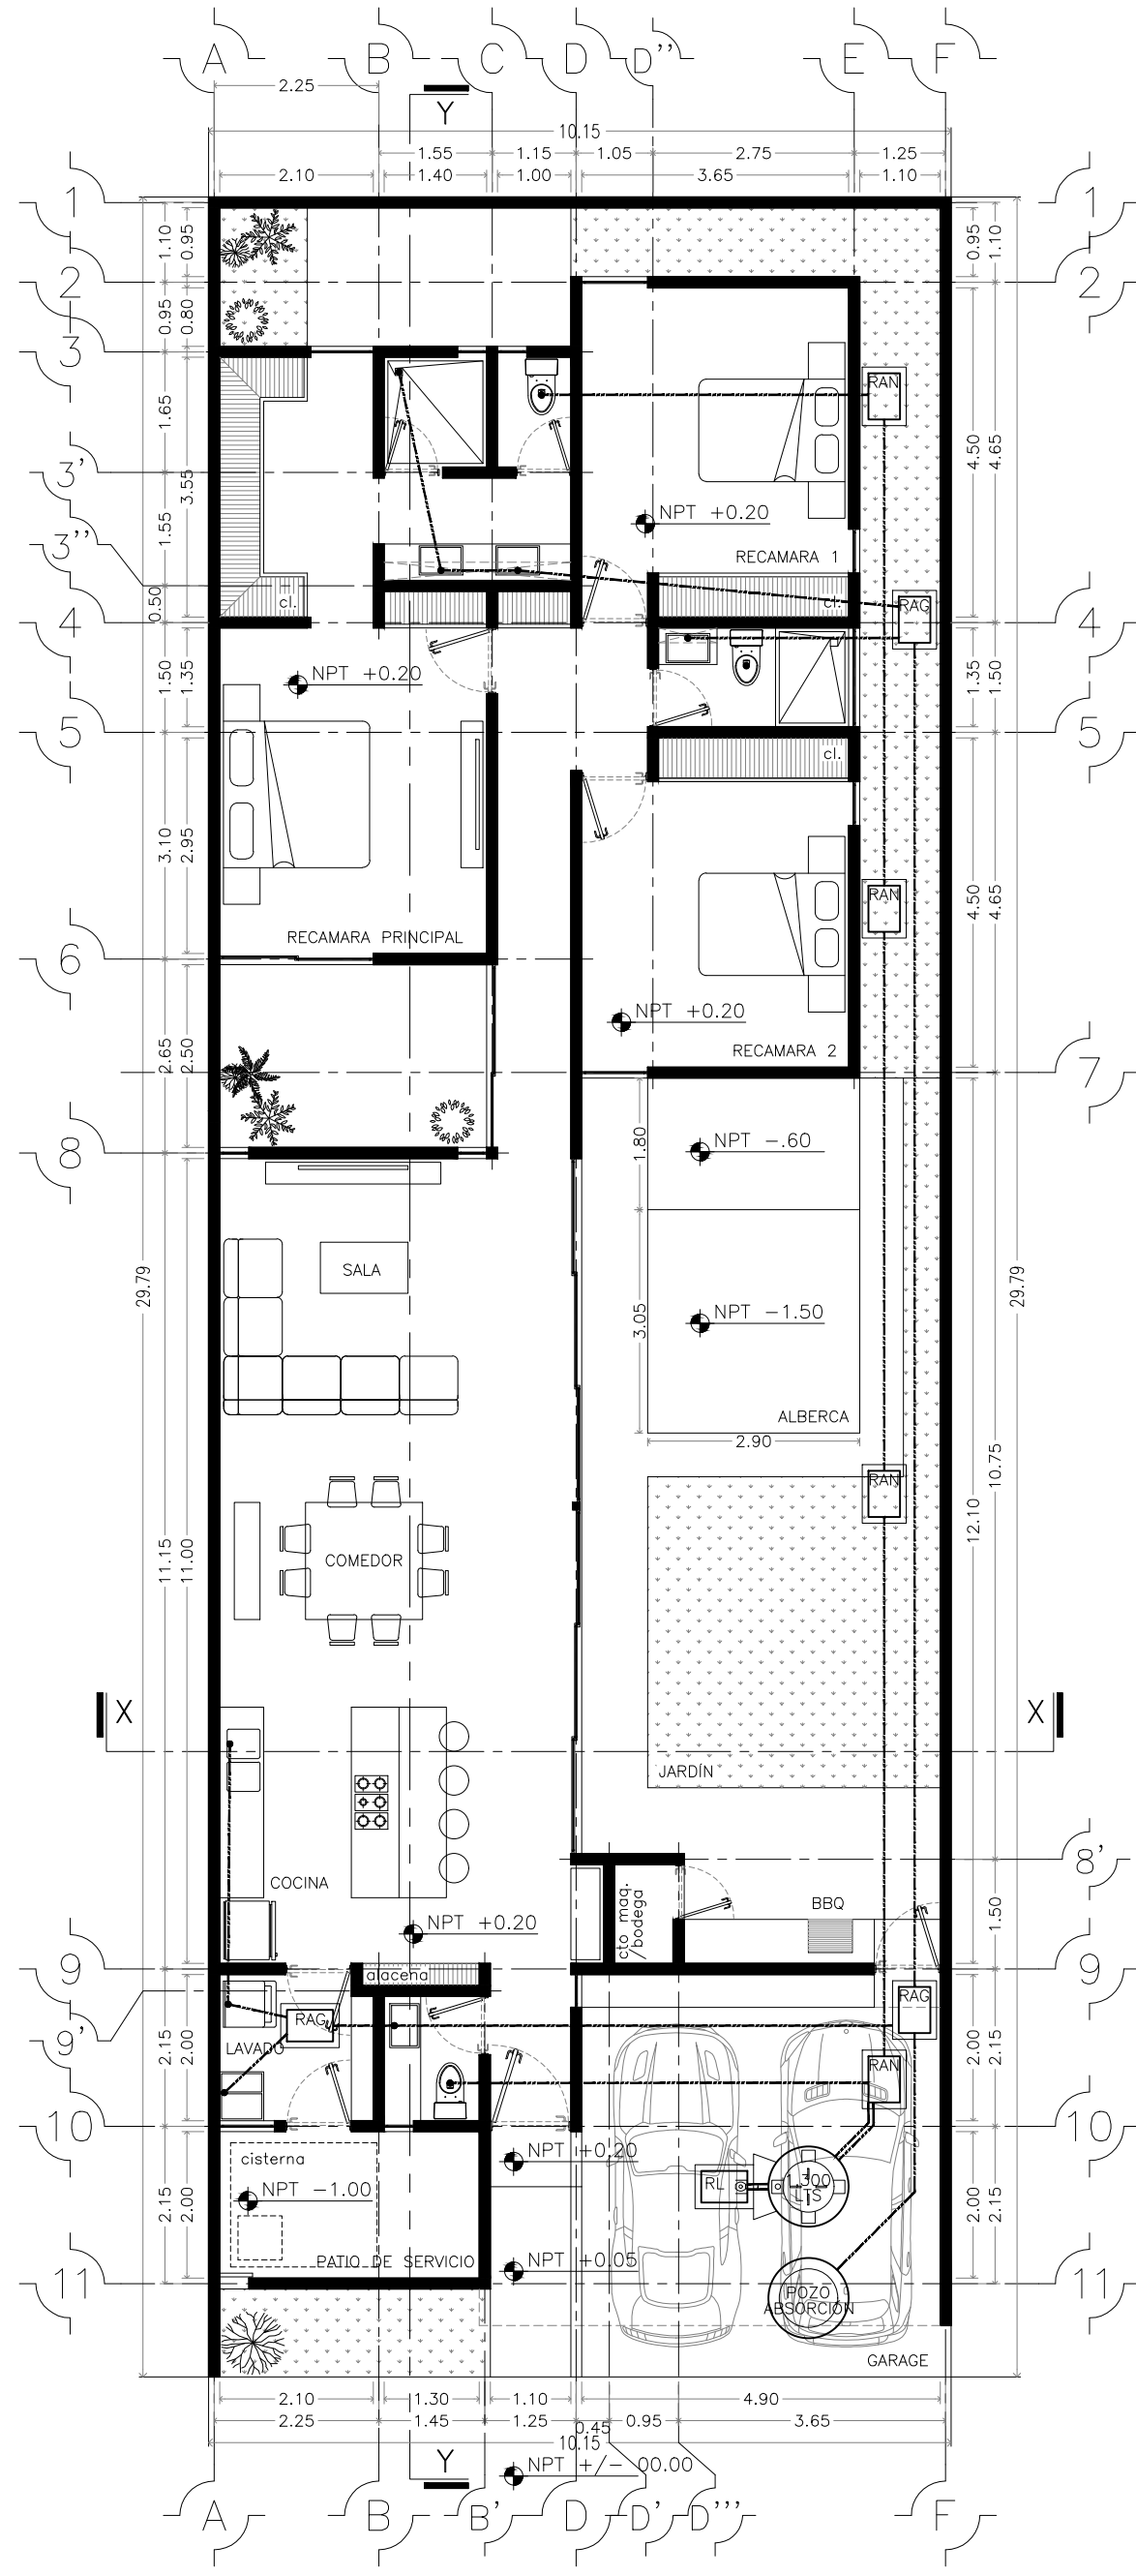 A B C D D'' E F
2.25
Y
10.15
1.55 1.15 1.05 2.75 1.25
2.10 1.40 1.00 3.65 1.10
1 1
1.10 0.95 0.95 1.10
2 2
0.95 0.80
3
RAN
1.65
4.50 4.65
3'
3.55
NPT +0.20
1.55
3''
RECAMARA 1
0.50 cl. cl. RAG
4 4
1.50 1.35 NPT +0.20 1.35 1.50
5 5
cl.
3.10 2.95
RAN
RECAMARA PRINCIPAL
6
4.50 4.65
NPT +0.20
2.65 2.50
RECAMARA 2
7
8
1.80
NPT -.60
SALA
29.79 29.79
3.05
NPT -1.50
ALBERCA
2.90
RAN
10.75
12.10
11.15 11.00
COMEDOR
X X
JARDÍN
8'
COCINA
BBQ
cto maq.
/bodega
1.50
NPT +0.20
9 alacena 9
RAG
RAG
9'
LAVADO
2.15 2.00 2.00 2.15
RAN
10 10
NPT +0.20
cisterna
RL
1,300
LTS
NPT -1.00
2.15 2.00 2.00 2.15
PATIO DE SERVICIO
NPT +0.05
11 11
POZO
ABSORCIÓN
GARAGE
2.10 1.30 1.10 4.90
2.25 1.45 1.25 0.45 0.95 3.65
10.15
Y
NPT +/- 00.00
A B B' D D' D''' F